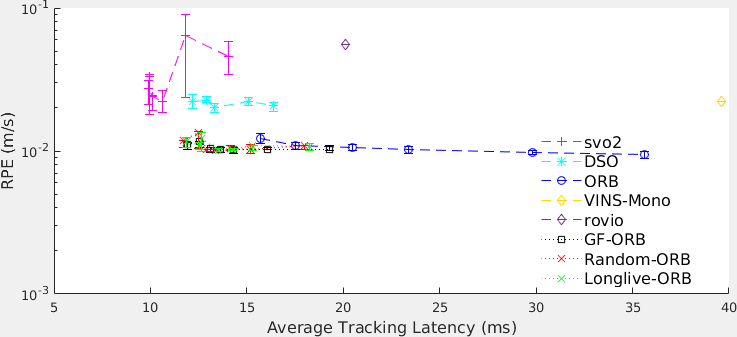 10-1
10-2
10-3
RPE (m/s)
5 10 15 20 25 30 35 40
Average Tracking Latency (ms)
svo2
DSO
ORB
VINS-Mono
rovio
GF-ORB
Random-ORB
Longlive-ORB